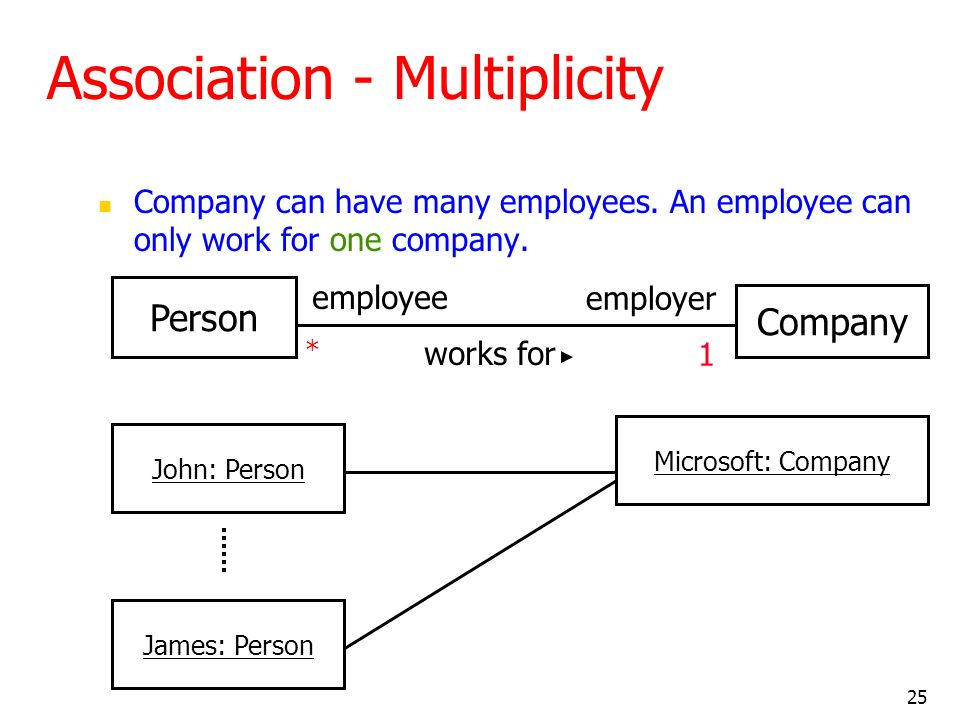 Association - Multiplicity
Company can have many employees. An employee can
only work for one company.
Person
employee
employer
Company
*
works for
1
John: Person
Microsoft: Company
James: Person
25